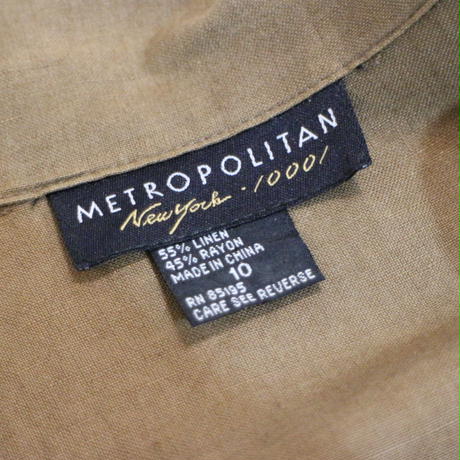 METROPOLITAN
New York · 10001
55% LINEN
45% RAYON
MADE IN CHINA
10
RN 85195
CARE SEE REVERSE